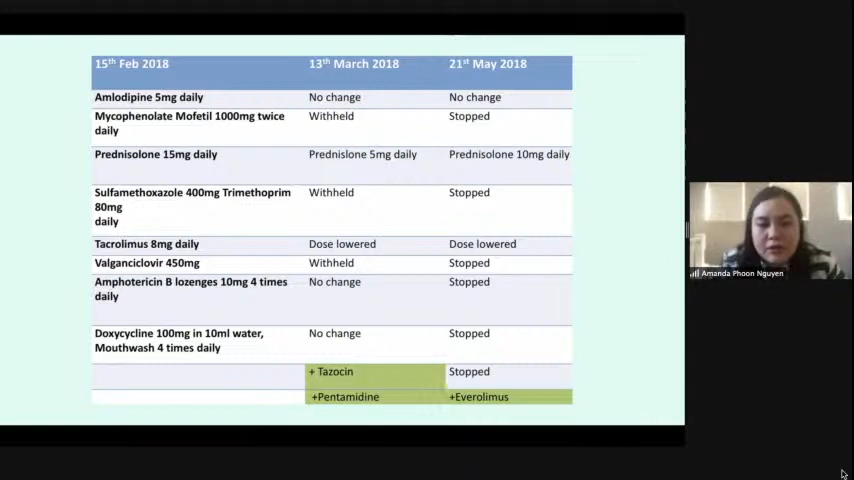 15th Feb 2018 13th March 2018 21st May 2018
Amlodipine 5mg daily No change No change
Mycophenolate Mofetil 1000mg twice Withheld Stopped
daily
Prednisolone 15mg daily Prednislone 5mg daily Prednisolone 10mg daily
Sulfamethoxazole 400mg Trimethoprim Withheld Stopped
80mg
daily
Tacrolimus 8mg daily Dose lowered Dose lowered
Valganciclovir 450mg Withheld Stopped
Amphotericin B lozenges 10mg 4 times No change Stopped
daily
Doxycycline 100mg in 10ml water, No change Stopped
Mouthwash 4 times daily
+ Tazocin Stopped
+Pentamidine +Everolimus
Amanda Phoon Nguyen